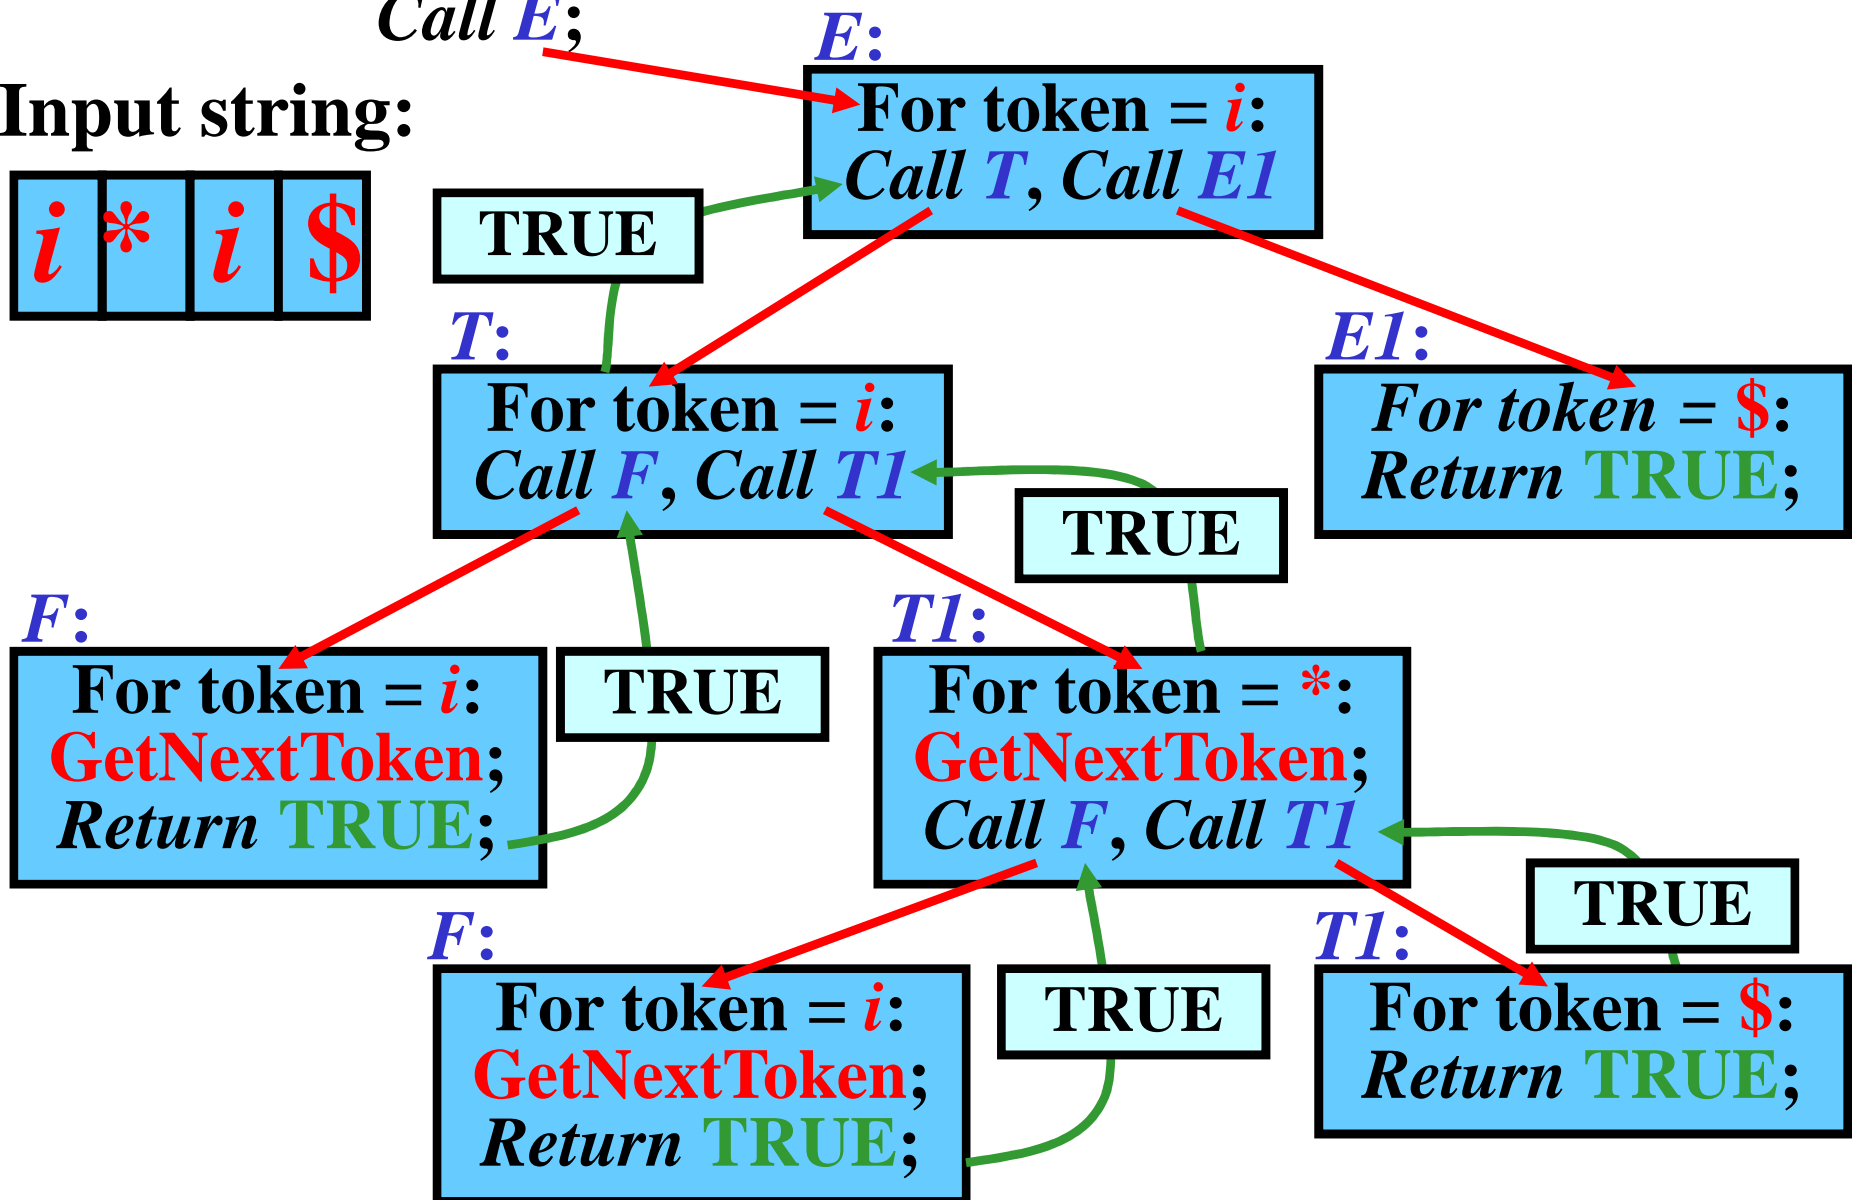 Call E;
E:
Input string:
For token = i:
Call T, Call E1
i * i $
TRUE
T:
E1:
For token = i:
Call F, Call T1
For token = $:
Return TRUE;
TRUE
F:
T1:
For token = i:
GetNextToken;
Return TRUE;
TRUE
For token = *:
GetNextToken;
Call F, Call T1
TRUE
F:
T1:
For token = i:
GetNextToken;
Return TRUE;
TRUE
For token = $:
Return TRUE;